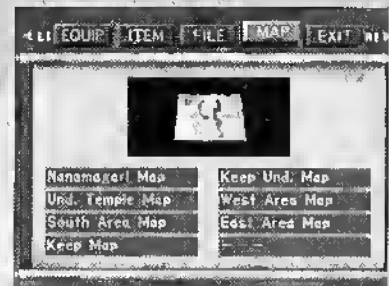 EQUIP ITEM FILE MAP EXIT
Nanamagari Map
Und. Temple Map
South Area Map
Keep Map
Keep Und. Map
West Area Map
East Area Map